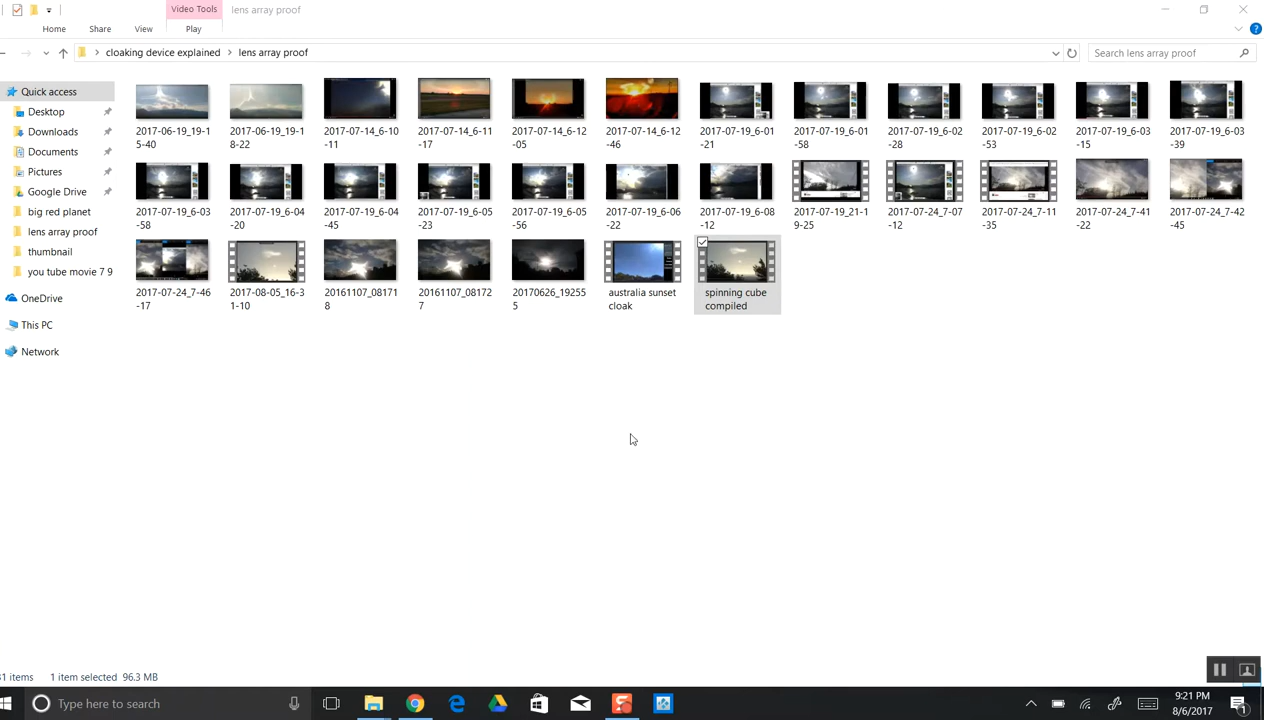 Video Tools
lens array proof
Home
Share
View
Play
cloaking device explained
lens array proof
Search lens array proof
Quick access
Desktop
Downloads
Documents
Pictures
Google Drive
big red planet
lens array proof
thumbnail
you tube movie 7 9
OneDrive
This PC
Network
2017-06-19_19-1
5-40
2017-06-19_19-1
8-22
2017-07-14_6-10
-11
2017-07-14_6-11
-17
2017-07-14_6-12
-05
2017-07-14_6-12
-46
2017-07-19_6-01
-21
2017-07-19_6-01
-58
2017-07-19_6-02
-28
2017-07-19_6-02
-53
2017-07-19_6-03
-15
2017-07-19_6-03
-39
2017-07-19_6-03
-58
2017-07-19_6-04
-20
2017-07-19_6-04
-45
2017-07-19_6-05
-23
2017-07-19_6-05
-56
2017-07-19_6-06
-22
2017-07-19_6-08
-12
2017-07-19_21-1
9-25
2017-07-24_7-07
-12
2017-07-24_7-11
-35
2017-07-24_7-41
-22
2017-07-24_7-42
-45
2017-07-24_7-46
-17
2017-08-05_16-3
1-10
20161107_08171
8
20161107_08172
7
20170626_19255
5
australia sunset
cloak
spinning cube
compiled
31 items
1 item selected 96.3 MB
Type here to search
9:21 PM
8/6/2017
1